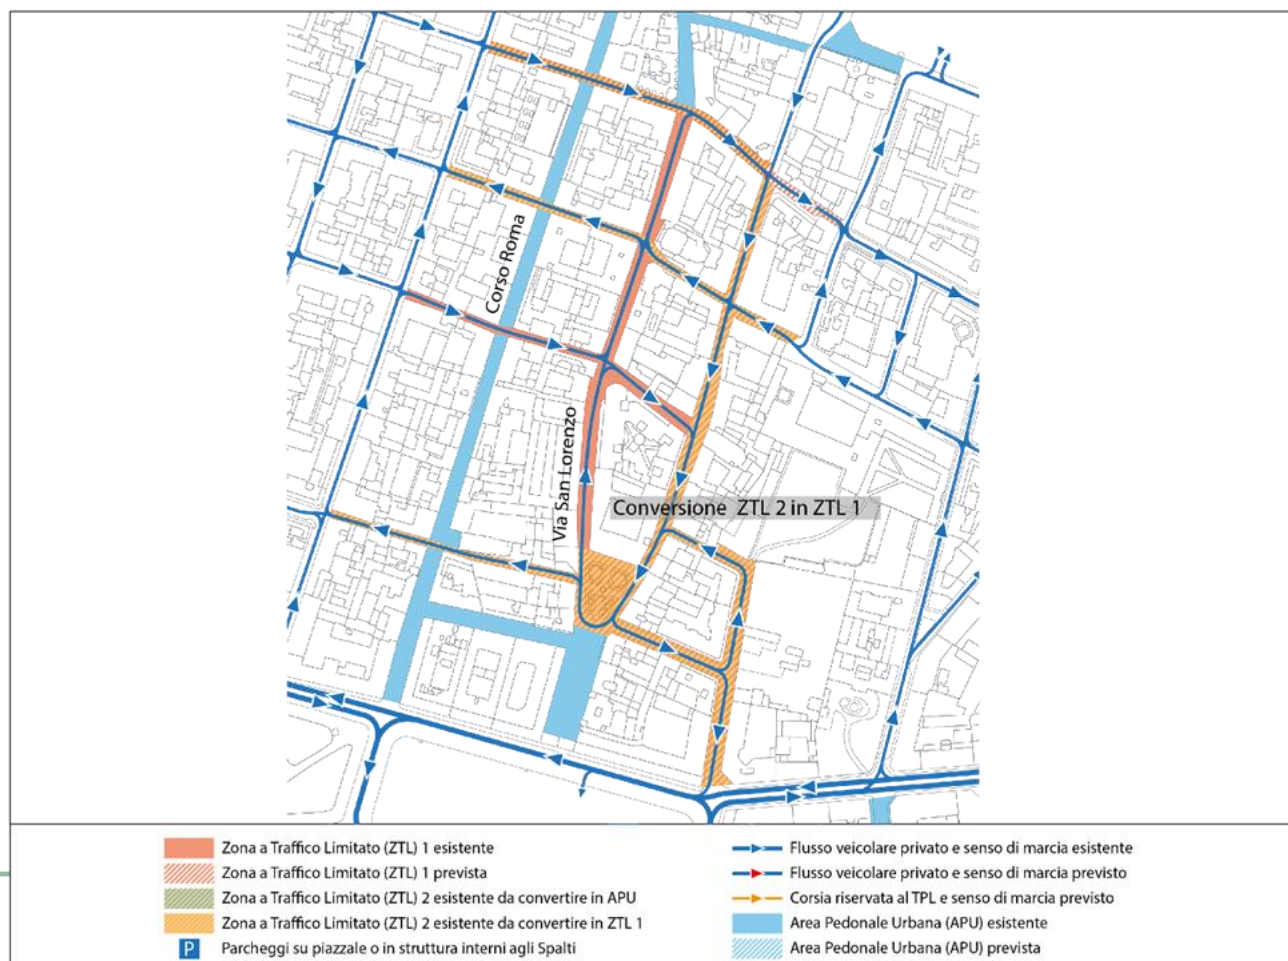 Corso Roma
Via San Lorenzo
Conversione ZTL 2 in ZTL 1
Zona a Traffico Limitato (ZTL) 1 esistente
Zona a Traffico Limitato (ZTL) 1 prevista
Zona a Traffico Limitato (ZTL) 2 esistente da convertire in APU
Zona a Traffico Limitato (ZTL) 2 esistente da convertire in ZTL 1
P Parcheggi su piazzale o in struttura interni agli Spalti
Flusso veicolare privato e senso di marcia esistente
Flusso veicolare privato e senso di marcia previsto
Corsia riservata al TPL e senso di marcia previsto
Area Pedonale Urbana (APU) esistente
Area Pedonale Urbana (APU) prevista